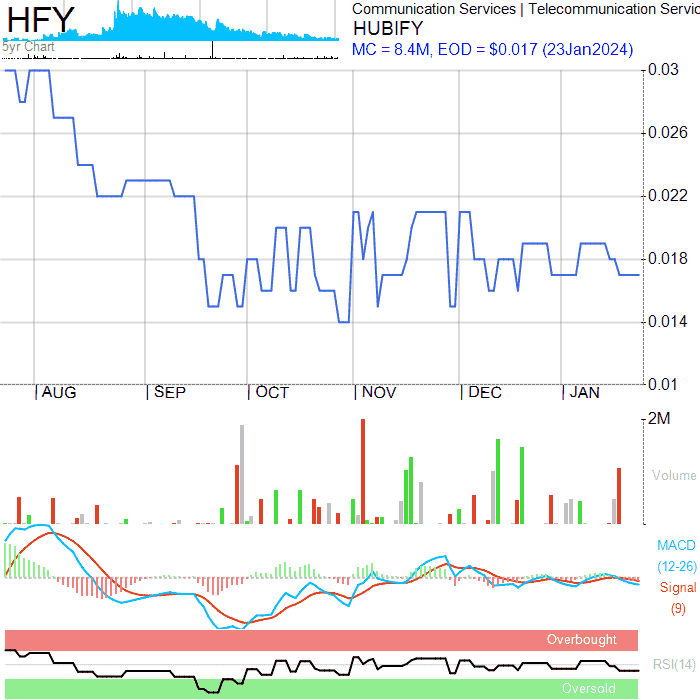 HFY
Communication Services | Telecommunication Servic
HUBIFY
5yr Chart
MC = 8.4M, EOD = $0.017 (23Jan2024)
0.03
0.026
0.022
0.018
0.014
0.01
AUG SEP OCT NOV DEC JAN
2M
Volume
MACD
(12-26)
Signal
(9)
Overbought
RSI(14)
Oversold